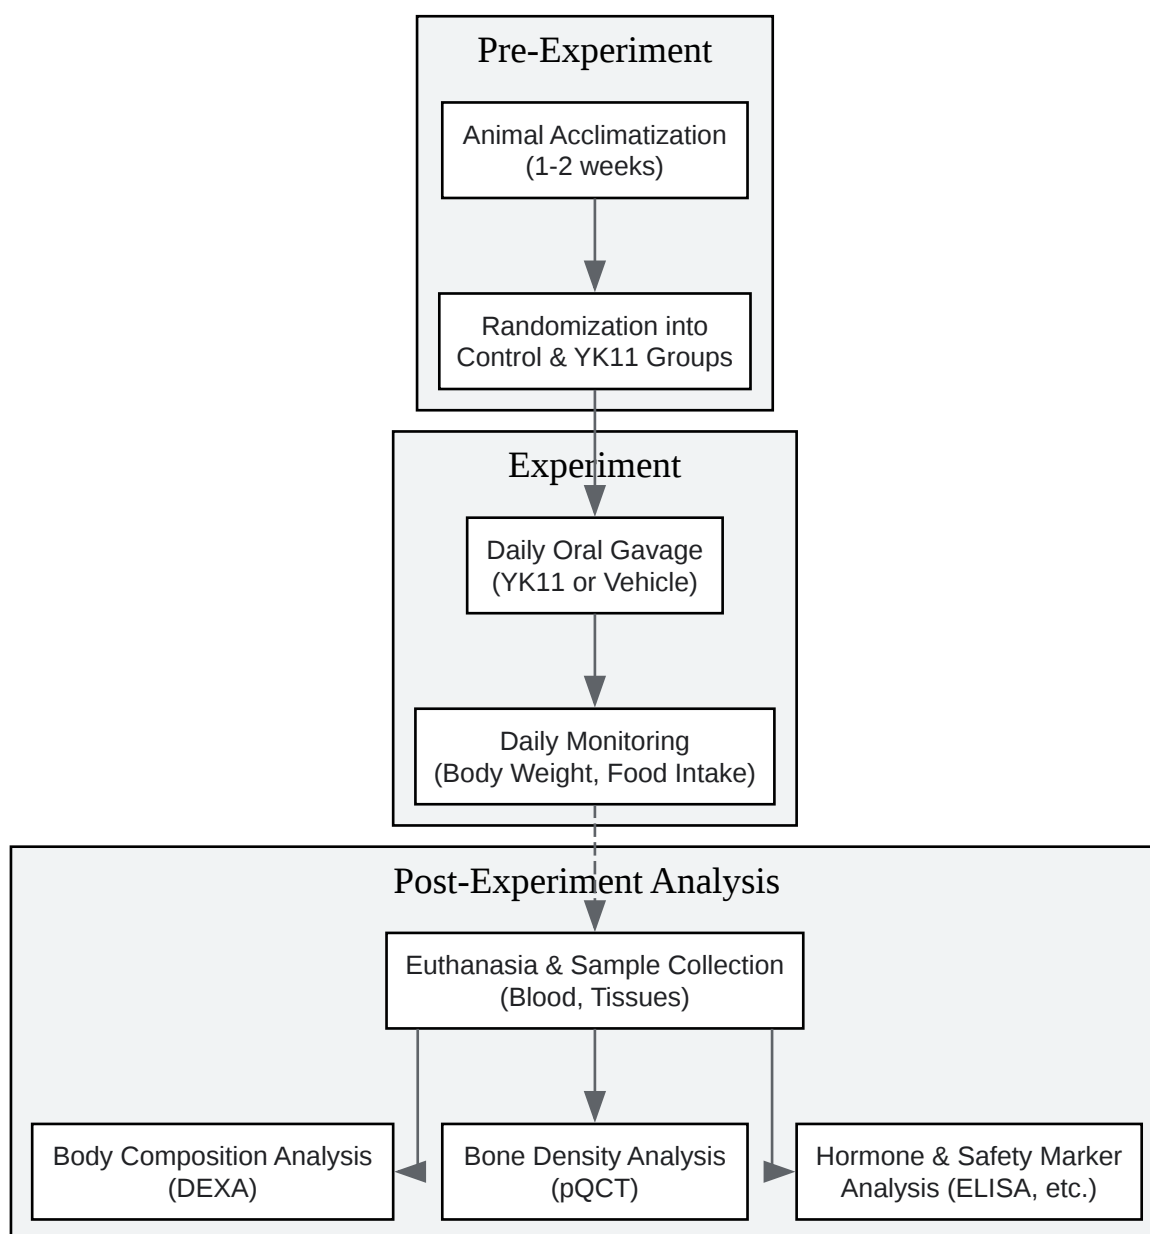 Pre-Experiment
Animal Acclimatization
(1-2 weeks)
Randomization into
Control & YK11 Groups
Experiment
Daily Oral Gavage
(YK11 or Vehicle)
Daily Monitoring
(Body Weight, Food Intake)
Post-Experiment Analysis
Euthanasia & Sample Collection
(Blood, Tissues)
Body Composition Analysis
(DEXA)
Bone Density Analysis
(pQCT)
Hormone & Safety Marker
Analysis (ELISA, etc.)